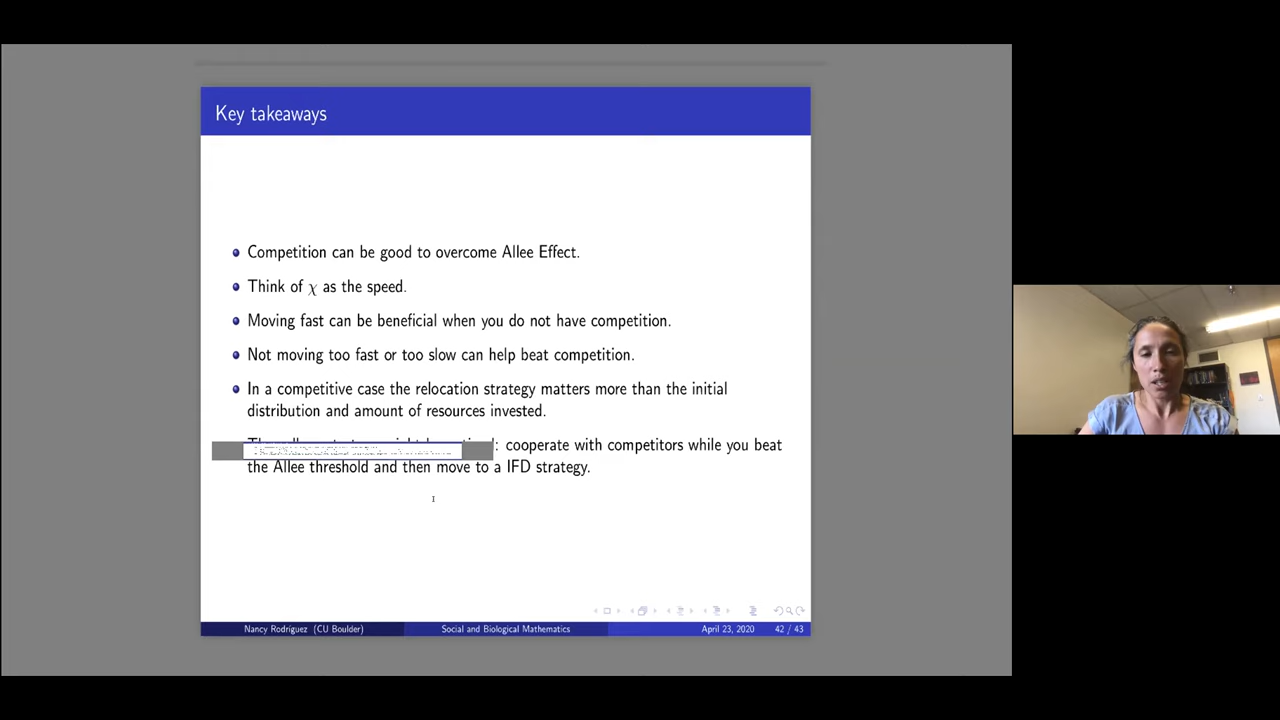 Key takeaways
Competition can be good to overcome Allee Effect.
Think of χ as the speed.
Moving fast can be beneficial when you do not have competition.
Not moving too fast or too slow can help beat competition.
In a competitive case the relocation strategy matters more than the initial
distribution and amount of resources invested.
: cooperate with competitors while you beat
the Allee threshold and then move to a IFD strategy.
Nancy Rodriguez (CU Boulder) Social and Biological Mathematics April 23, 2020 42 / 43